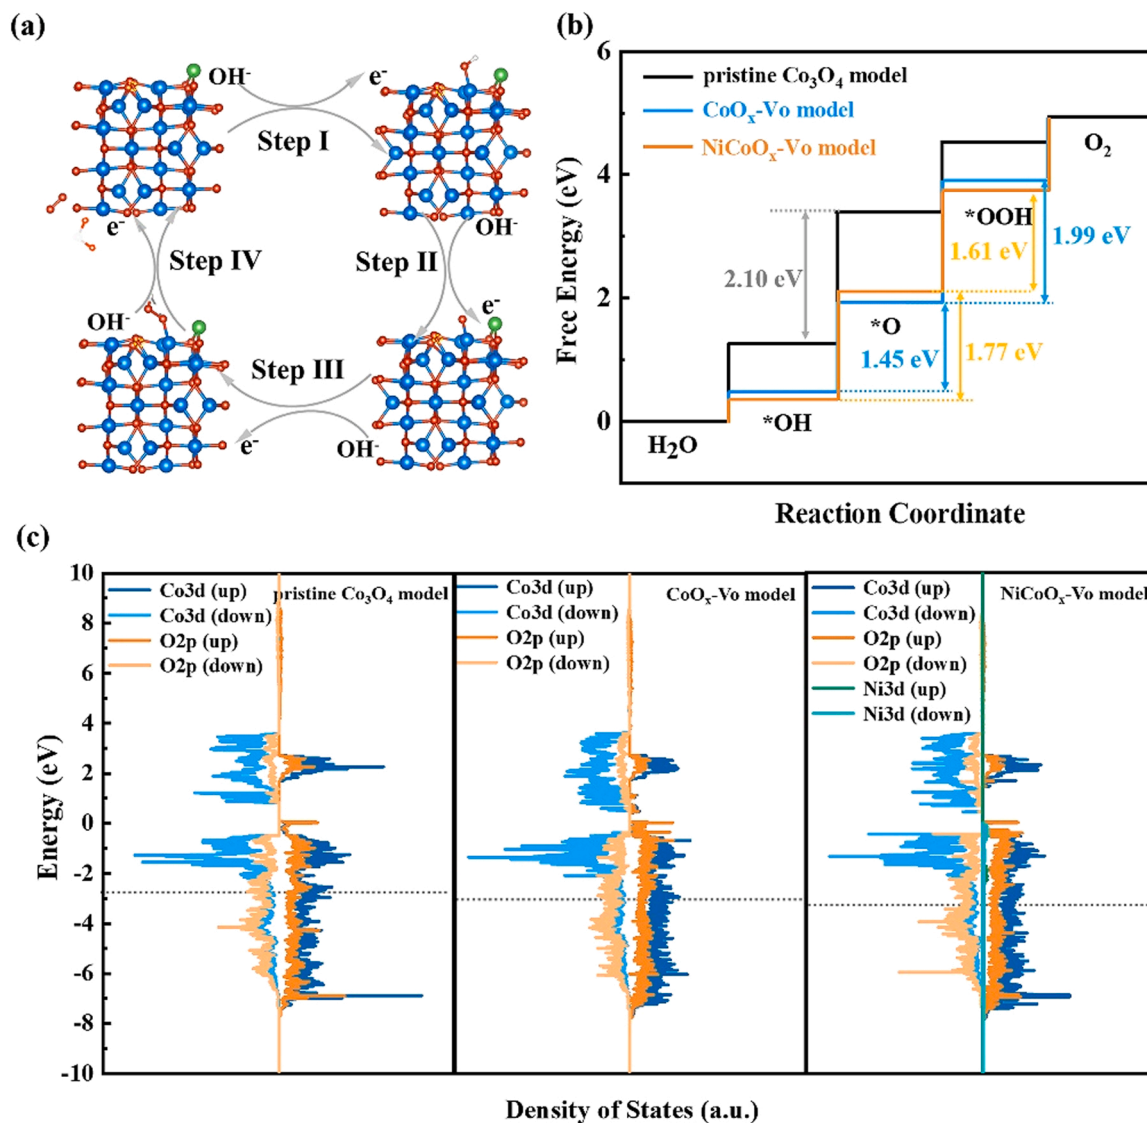 (a)
OH-
e-
Step I
OH-
e-
Step IV
Step II
OH-
e-
Step III
e-
OH-
(b)
6
4
2
0
Free Energy (eV)
pristine Co3O4 model
CoOx-Vo model
NiCoOx-Vo model
O2
*OOH
1.99 eV
1.61 eV
2.10 eV
*O
1.45 eV
1.77 eV
*OH
H2O
Reaction Coordinate
(c)
10
8
6
4
2
0
-2
-4
-6
-8
-10
Energy (eV)
Co3d (up)
pristine Co3O4 model
Co3d (down)
O2p (up)
O2p (down)
Co3d (up)
CoOx-Vo model
Co3d (down)
O2p (up)
O2p (down)
Co3d (up)
NiCoOx-Vo model
Co3d (down)
O2p (up)
O2p (down)
Ni3d (up)
Ni3d (down)
Density of States (a.u.)